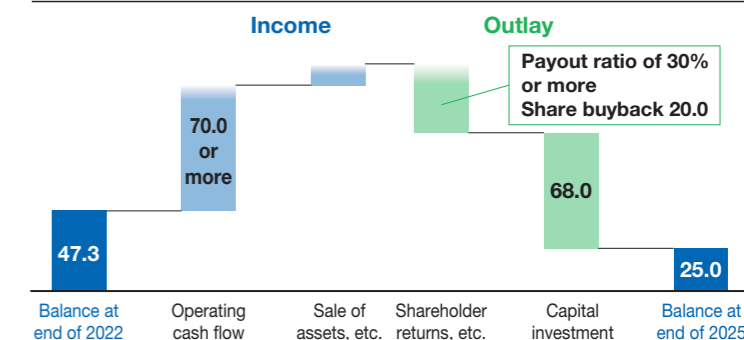 Income
Outlay
Payout ratio of 30%
or more
Share buyback 20.0
70.0
or
more
68.0
47.3
25.0
Balance at
end of 2022
Operating
cash flow
Sale of
assets, etc.
Shareholder
returns, etc.
Capital
investment
Balance at
end of 2025